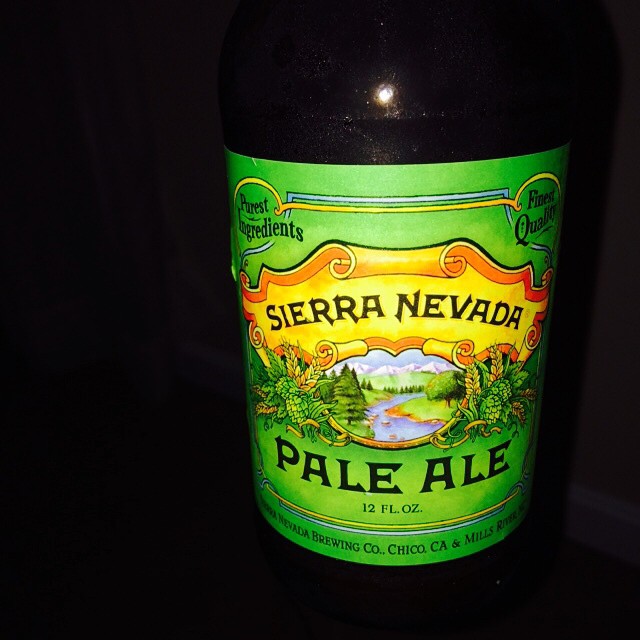 Purest
Ingredients
Finest
Quality
SIERRA NEVADA
PALE ALE
12 FL. OZ.
NEVADA BREWING CO., CHICO, CA & MILLS RIVER,